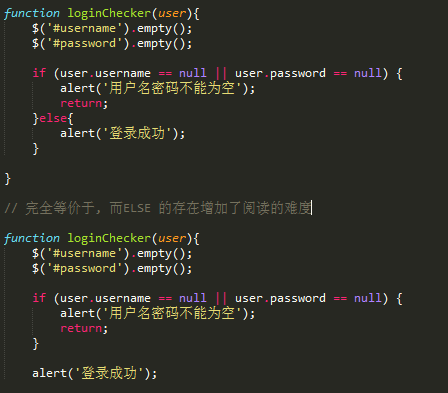 function loginChecker(user){
$('#username').empty();
$('#password').empty();
if (user.username == null || user.password == null) {
alert('用户名密码不能为空');
return;
}else{
alert('登录成功');
}
}
// 完全等价于, 而ELSE 的存在增加了阅读的难度
function loginChecker(user){
$('#username').empty();
$('#password').empty();
if (user.username == null || user.password == null) {
alert('用户名密码不能为空');
return;
}
alert('登录成功');